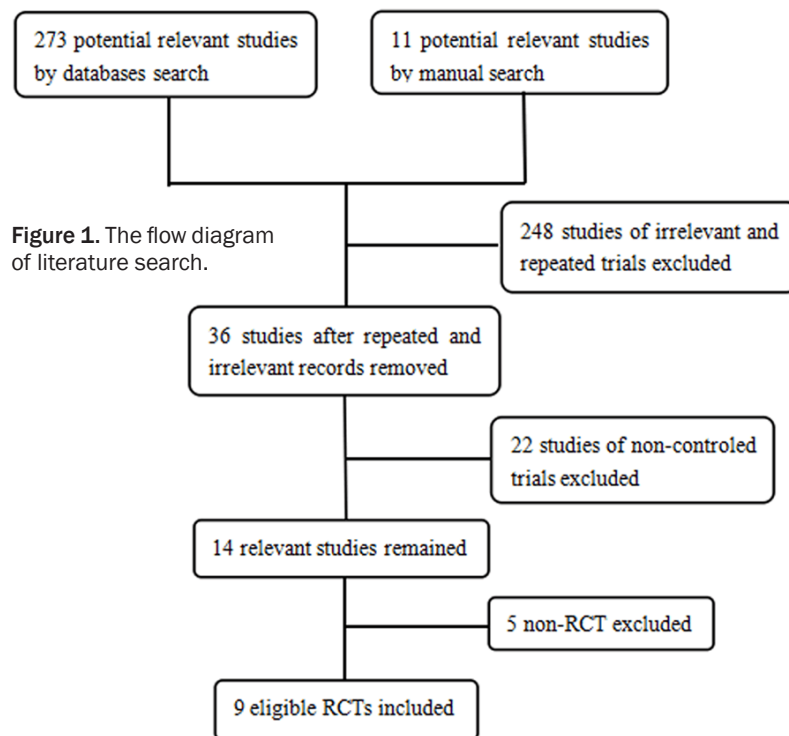 273 potential relevant studies
by databases search
11 potential relevant studies
by manual search
Figure 1. The flow diagram
of literature search.
248 studies of irrelevant and
repeated trials excluded
36 studies after repeated and
irrelevant records removed
22 studies of non-controled
trials excluded
14 relevant studies remained
5 non-RCT excluded
9 eligible RCTs included